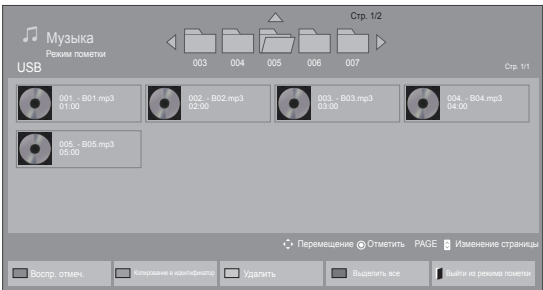 Стр. 1/2
Музыка
Режим пометки
USB
003 004 005 006 007
Стр. 1/1
001. - B01.mp3
01:00
002. - B02.mp3
02:00
003. - B03.mp3
03:00
004. - B04.mp3
04:00
005. - B05.mp3
05:00
Перемещение Отметить PAGE Изменение страницы
Воспр. отмеч.
Копирование в идентификатор
Удалить
Выделить все
Выйти из режима пометки